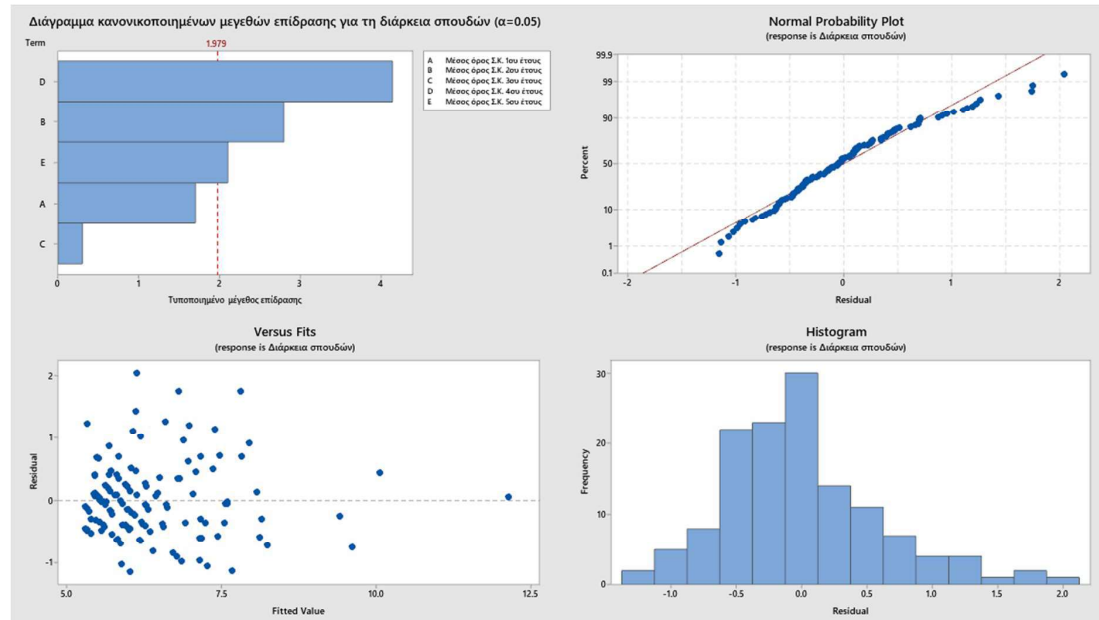 Διάγραμμα κανονικοποιημένων μεγεθών επίδρασης για τη διάρκεια σπουδών (α=0.05)
Term
1.979
D
B
E
A
C
0 1 2 3 4
Τυποποιημένο μέγεθος επίδρασης
A Μέσος όρος Σ.Κ. 1ου έτους
B Μέσος όρος Σ.Κ. 2ου έτους
C Μέσος όρος Σ.Κ. 3ου έτους
D Μέσος όρος Σ.Κ. 4ου έτους
E Μέσος όρος Σ.Κ. 5ου έτους
Normal Probability Plot
(response is Διάρκεια σπουδών)
Percent
99.9
99
90
50
10
1
0.1
-2 -1 0 1 2
Residual
Versus Fits
(response is Διάρκεια σπουδών)
Residual
2
1
0
-1
5.0 7.5 10.0 12.5
Fitted Value
Histogram
(response is Διάρκεια σπουδών)
Frequency
30
20
10
0
-1.0 -0.5 0.0 0.5 1.0 1.5 2.0
Residual